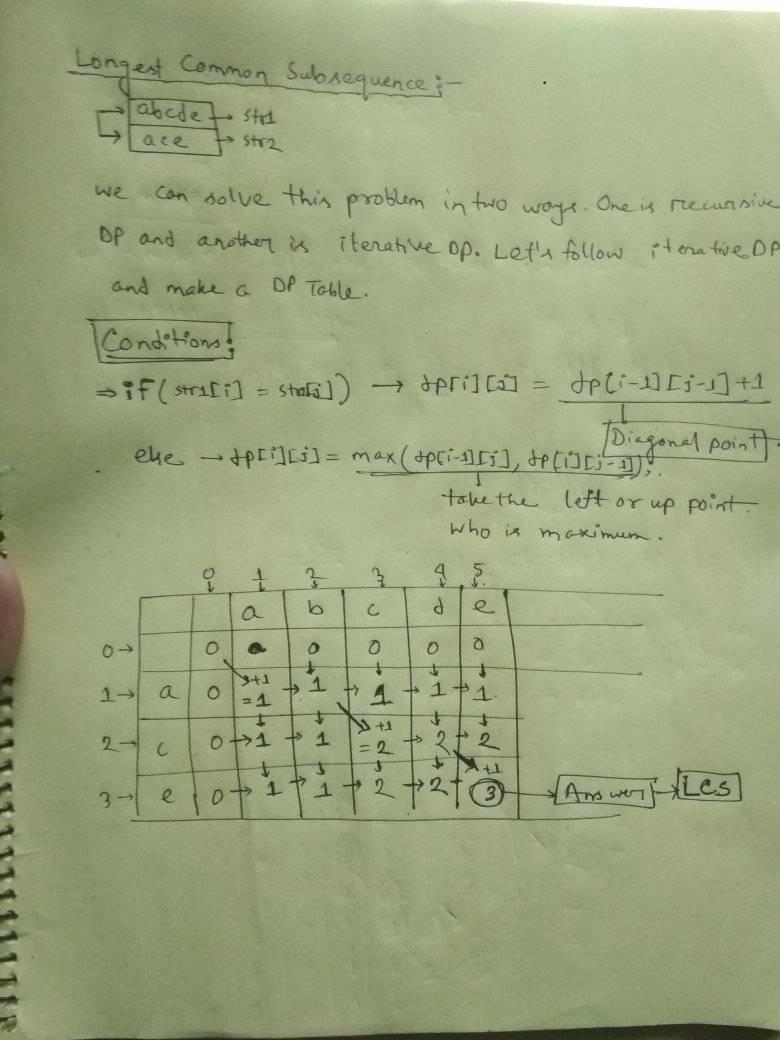 Longest Common Subsequence :-
abcde → str1
ace → str2
we can solve this problem in two ways. One is recursive
DP and another is iterative DP. Let's follow iterative DP
and make a DP Table.
Conditions:
⇒ if (str1[i] = str2[j]) → dp[i][j] = dp[i-1][j-1]+1
Diagonal point.
else → dp[i][j] = max(dp[i-1][j], dp[i][j-1]);
take the left or up point.
who is maximum.
0 1 2 3 4 5
a b c d e
0→ 0 0 0 0 0
1→ a 0 +1 =1 → 1 → 1 → 1 → 1
2→ c 0 → 1 → 1 +1 =2 → 2 → 2
3→ e 0 → 1 → 1 → 2 → 2 +1 3 → Answer → LCS